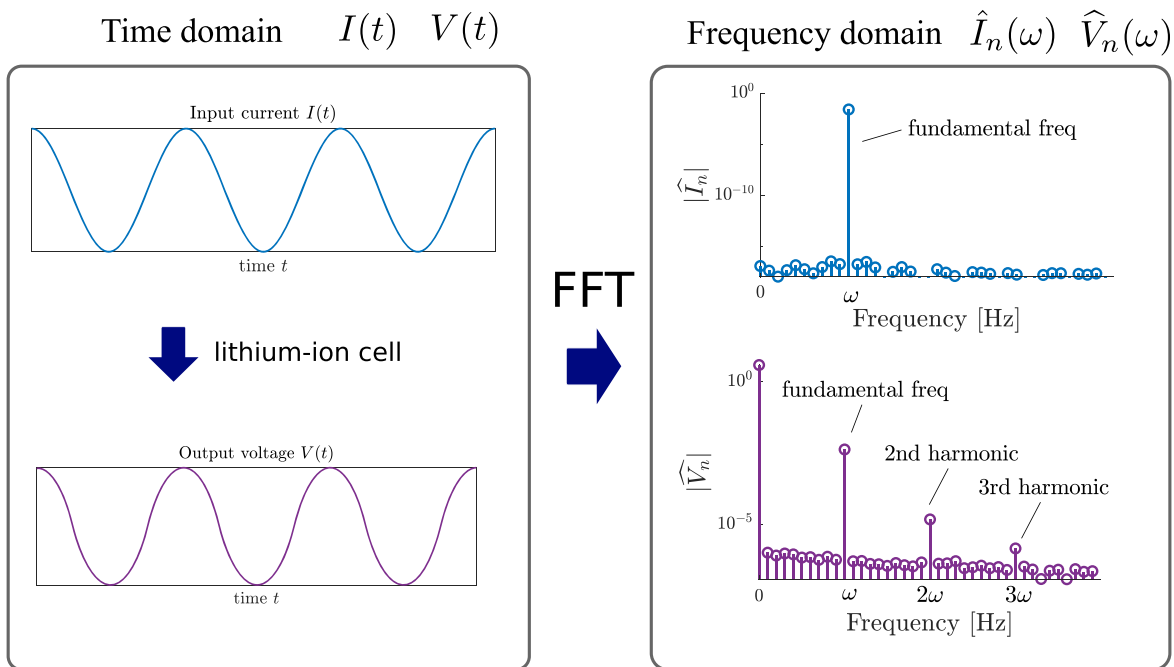 Time domain I(t) V(t)
Input current I(t)
time t
lithium-ion cell
Output voltage V(t)
time t
FFT
Frequency domain Î_n(ω) V̂_n(ω)
10^0
fundamental freq
|Î_n|
10^−10
0
ω
Frequency [Hz]
10^0
fundamental freq
2nd harmonic
|V̂_n|
3rd harmonic
10^−5
0 ω 2ω 3ω
Frequency [Hz]